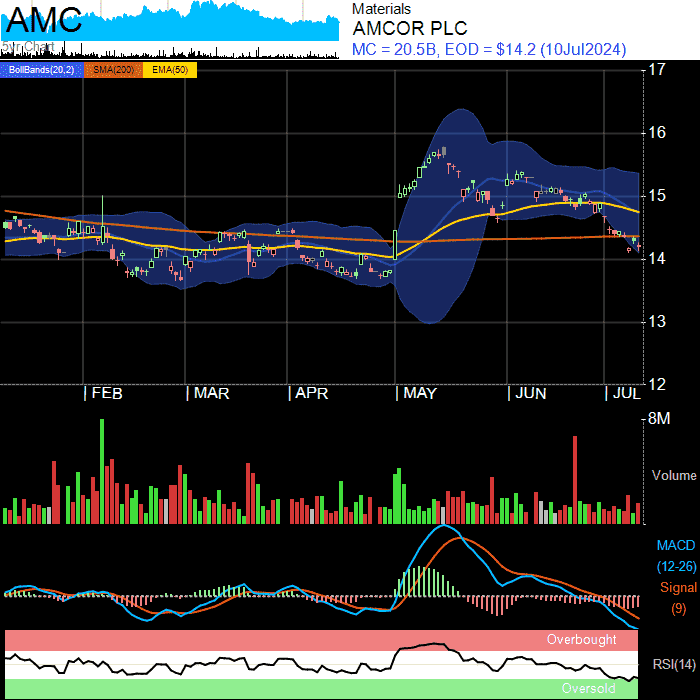 AMC
5yr Chart
Materials
AMCOR PLC
MC = 20.5B, EOD = $14.2 (10Jul2024)
BollBands(20,2) SMA(200) EMA(50)
17
16
15
14
13
12
FEB MAR APR MAY JUN JUL
8M
Volume
MACD
(12-26)
Signal
(9)
Overbought
RSI(14)
Oversold